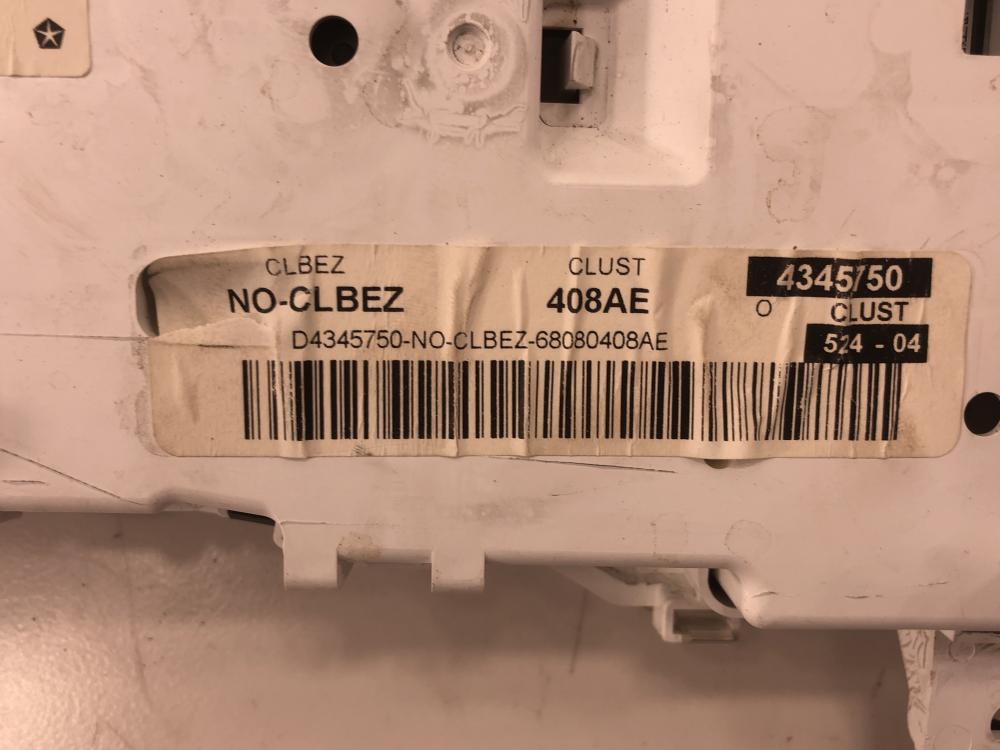 CLBEZ CLUST 4345750
NO-CLBEZ 408AE O CLUST
D4345750-NO-CLBEZ-68080408AE 524 - 04